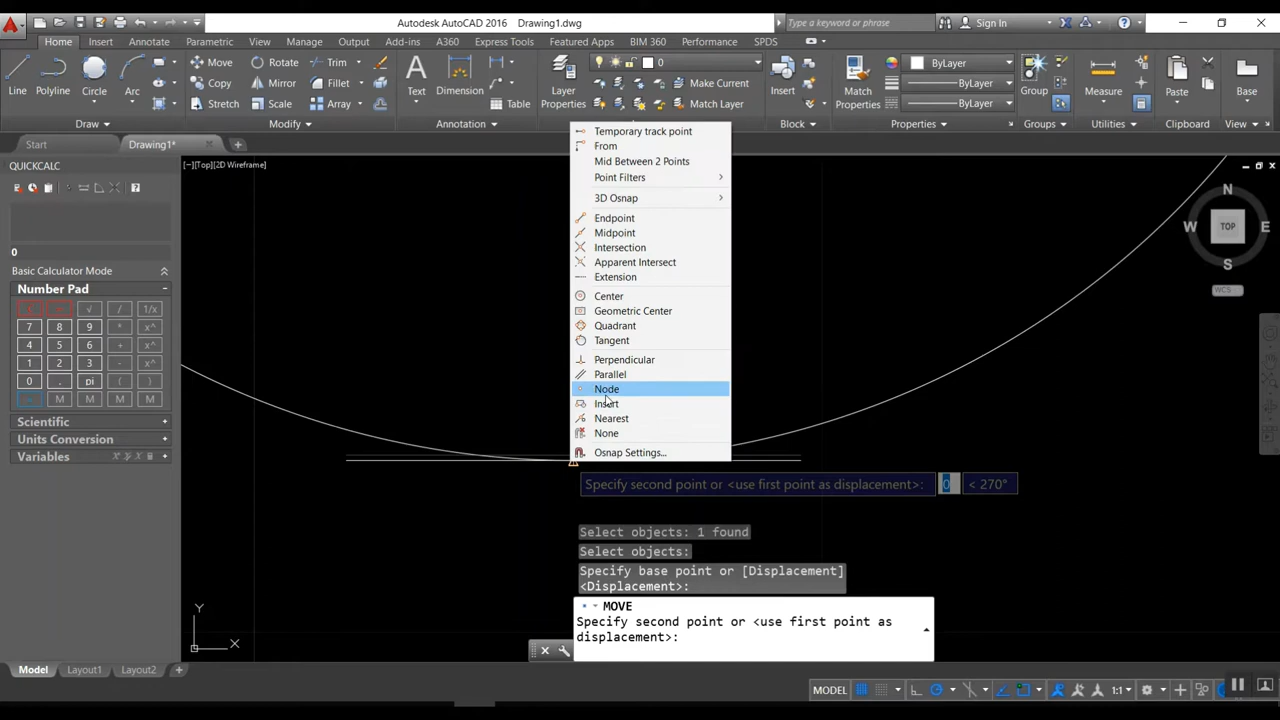 Autodesk AutoCAD 2016   Drawing1.dwg
Type a keyword or phrase
Sign In
Home Insert Annotate Parametric View Manage Output Add-ins A360 Express Tools Featured Apps BIM 360 Performance SPDS
Line
Polyline
Circle
Arc
Draw
Move
Copy
Stretch
Rotate
Mirror
Scale
Trim
Fillet
Array
Modify
Text
Dimension
Table
Annotation
Layer
Properties
0
Make Current
Match Layer
Insert
Block
Match
Properties
ByLayer
ByLayer
ByLayer
Properties
Group
Groups
Measure
Utilities
Paste
Clipboard
Base
View
Start
Drawing1*
QUICKCALC
0
Basic Calculator Mode
Number Pad
C √ / 1/x
7 8 9 * x^
4 5 6 + x^
1 2 3 - x^
0 . pi ( )
= M M M M
Scientific
Units Conversion
Variables
[−][Top][2D Wireframe]
Temporary track point
From
Mid Between 2 Points
Point Filters
3D Osnap
Endpoint
Midpoint
Intersection
Apparent Intersect
Extension
Center
Geometric Center
Quadrant
Tangent
Perpendicular
Parallel
Node
Insert
Nearest
None
Osnap Settings...
N
W TOP E
S
WCS
Specify second point or <use first point as displacement>: 0 < 270°
Select objects: 1 found
Select objects:
Specify base point or [Displacement]
<Displacement>:
MOVE
Specify second point or <use first point as
displacement>:
Y
X
Model Layout1 Layout2 +
MODEL
1:1